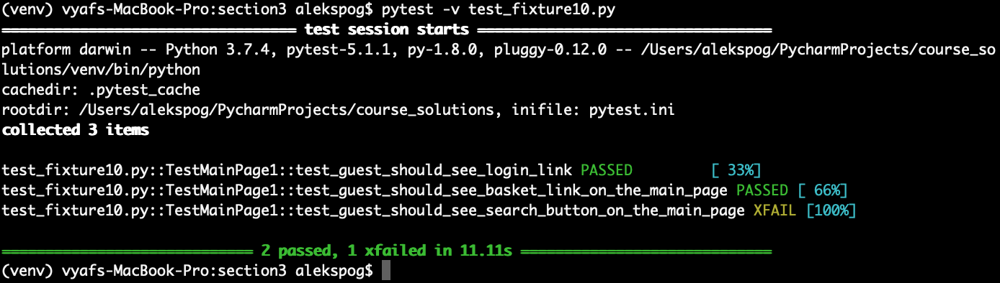 (venv) vyafs-MacBook-Pro:section3 alekspog$ pytest -v test_fixture10.py
================================== test session starts ==================================
platform darwin -- Python 3.7.4, pytest-5.1.1, py-1.8.0, pluggy-0.12.0 -- /Users/alekspog/PycharmProjects/course_so
lutions/venv/bin/python
cachedir: .pytest_cache
rootdir: /Users/alekspog/PycharmProjects/course_solutions, inifile: pytest.ini
collected 3 items
test_fixture10.py::TestMainPage1::test_guest_should_see_login_link PASSED         [ 33%]
test_fixture10.py::TestMainPage1::test_guest_should_see_basket_link_on_the_main_page PASSED [ 66%]
test_fixture10.py::TestMainPage1::test_guest_should_see_search_button_on_the_main_page XFAIL [100%]
============================= 2 passed, 1 xfailed in 11.11s =============================
(venv) vyafs-MacBook-Pro:section3 alekspog$